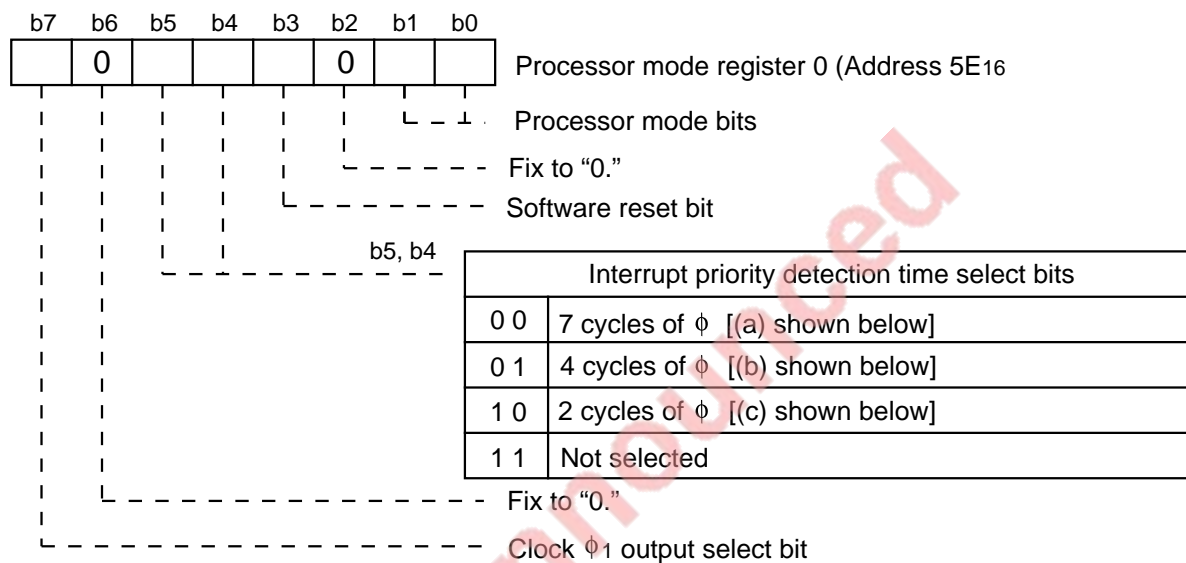 b7 b6 b5 b4 b3 b2 b1 b0
0 0 Processor mode register 0 (Address 5E16
Processor mode bits
Fix to “0.”
Software reset bit
b5, b4
Interrupt priority detection time select bits
0 0 7 cycles of ϕ [(a) shown below]
0 1 4 cycles of ϕ [(b) shown below]
1 0 2 cycles of ϕ [(c) shown below]
1 1 Not selected
Fix to “0.”
Clock ϕ1 output select bit
nnounced